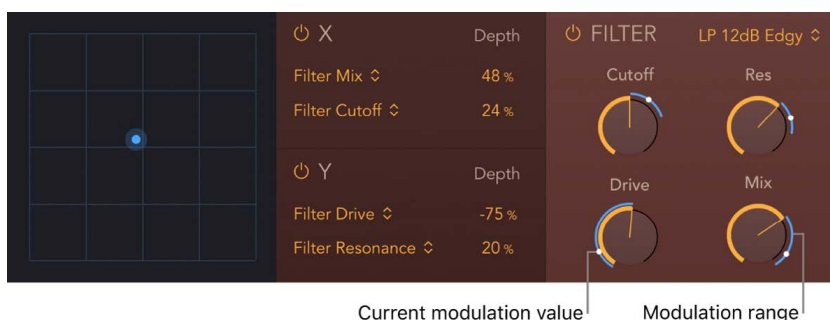 X Depth
Filter Mix 48 %
Filter Cutoff 24 %
Y Depth
Filter Drive -75 %
Filter Resonance 20 %
FILTER LP 12dB Edgy
Cutoff Res
Drive Mix
Current modulation value Modulation range